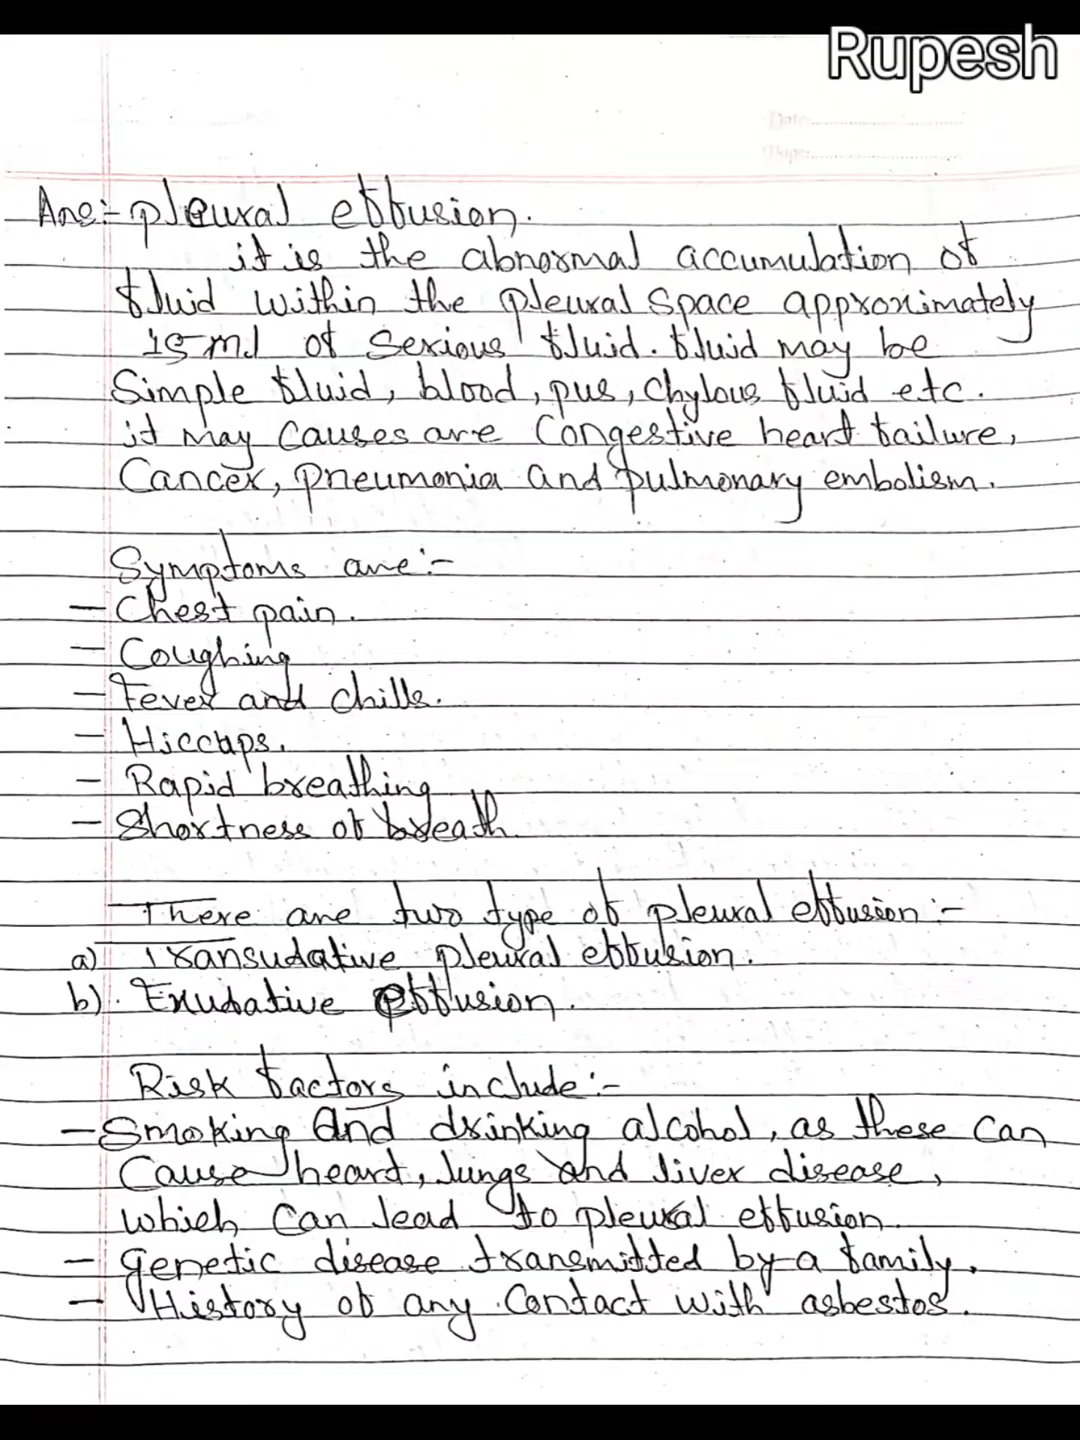 Rupesh
Date:
Page:
Ans:- pleural effusion.
it is the abnormal accumulation of
fluid within the pleural space approximately
15 ml of Serious fluid. fluid may be
Simple fluid, blood, pus, Chylous fluid etc.
it may Causes are Congestive heart failure,
Cancer, pneumonia and pulmonary embolism.
Symptoms are:-
- Chest pain.
- Coughing
- Fever and chills.
- Hiccups.
- Rapid breathing
- Shortness of breath.
There are two type of pleural effusion:-
a) Transudative pleural effusion.
b). Exudative effusion.
Risk factors include:-
- Smoking and drinking alcohol, as these Can
Cause heart, lungs and liver disease,
which Can lead to pleural effusion.
- genetic disease transmitted by a family.
- History of any Contact with asbestos.